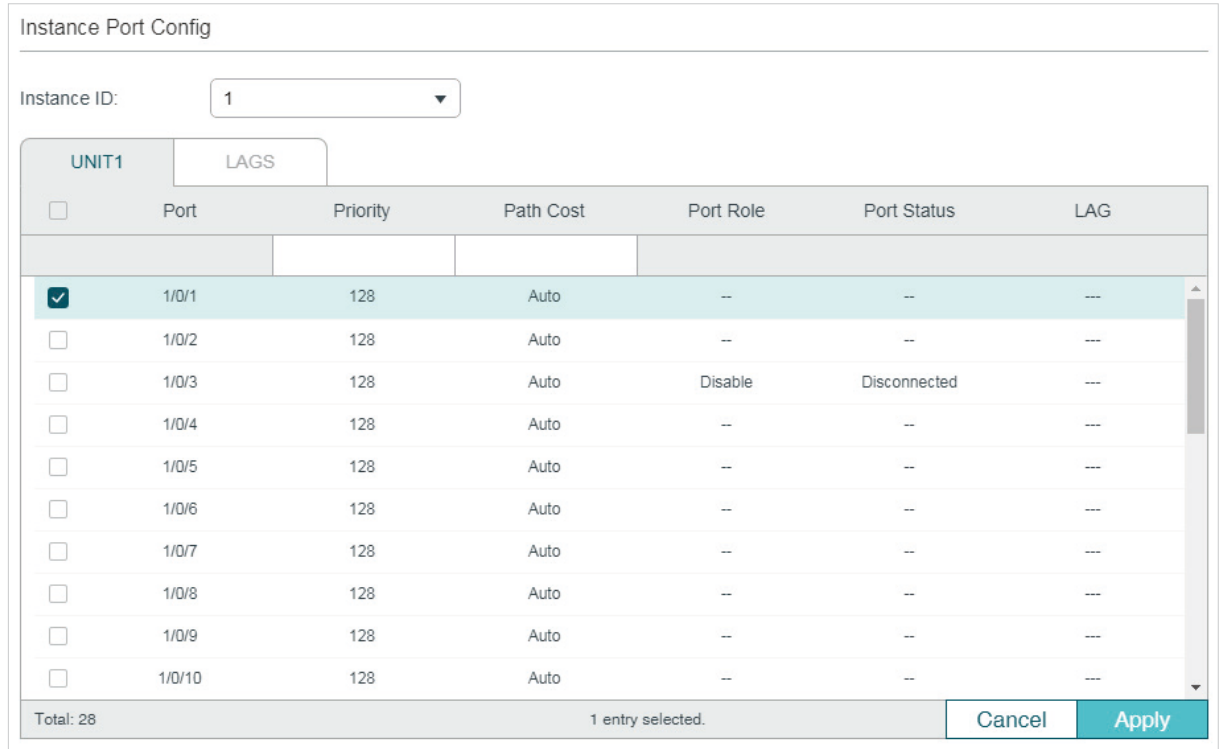 Instance Port Config
Instance ID: 1
UNIT1 LAGS
Port Priority Path Cost Port Role Port Status LAG
1/0/1 128 Auto -- -- ---
1/0/2 128 Auto -- -- ---
1/0/3 128 Auto Disable Disconnected ---
1/0/4 128 Auto -- -- ---
1/0/5 128 Auto -- -- ---
1/0/6 128 Auto -- -- ---
1/0/7 128 Auto -- -- ---
1/0/8 128 Auto -- -- ---
1/0/9 128 Auto -- -- ---
1/0/10 128 Auto -- -- ---
Total: 28 1 entry selected. Cancel Apply